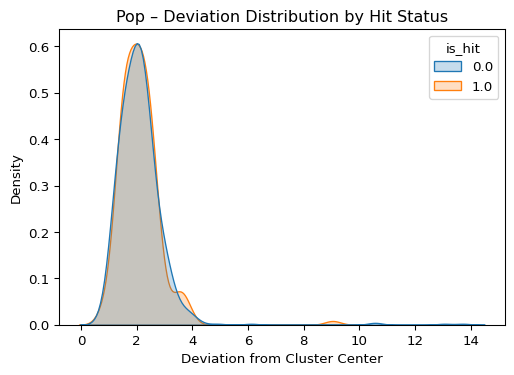 Pop – Deviation Distribution by Hit Status
is_hit
0.0
1.0
Density
0.6
0.5
0.4
0.3
0.2
0.1
0.0
0 2 4 6 8 10 12 14
Deviation from Cluster Center